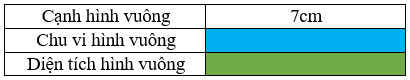 Cạnh hình vuông 7cm
Chu vi hình vuông
Diện tích hình vuông